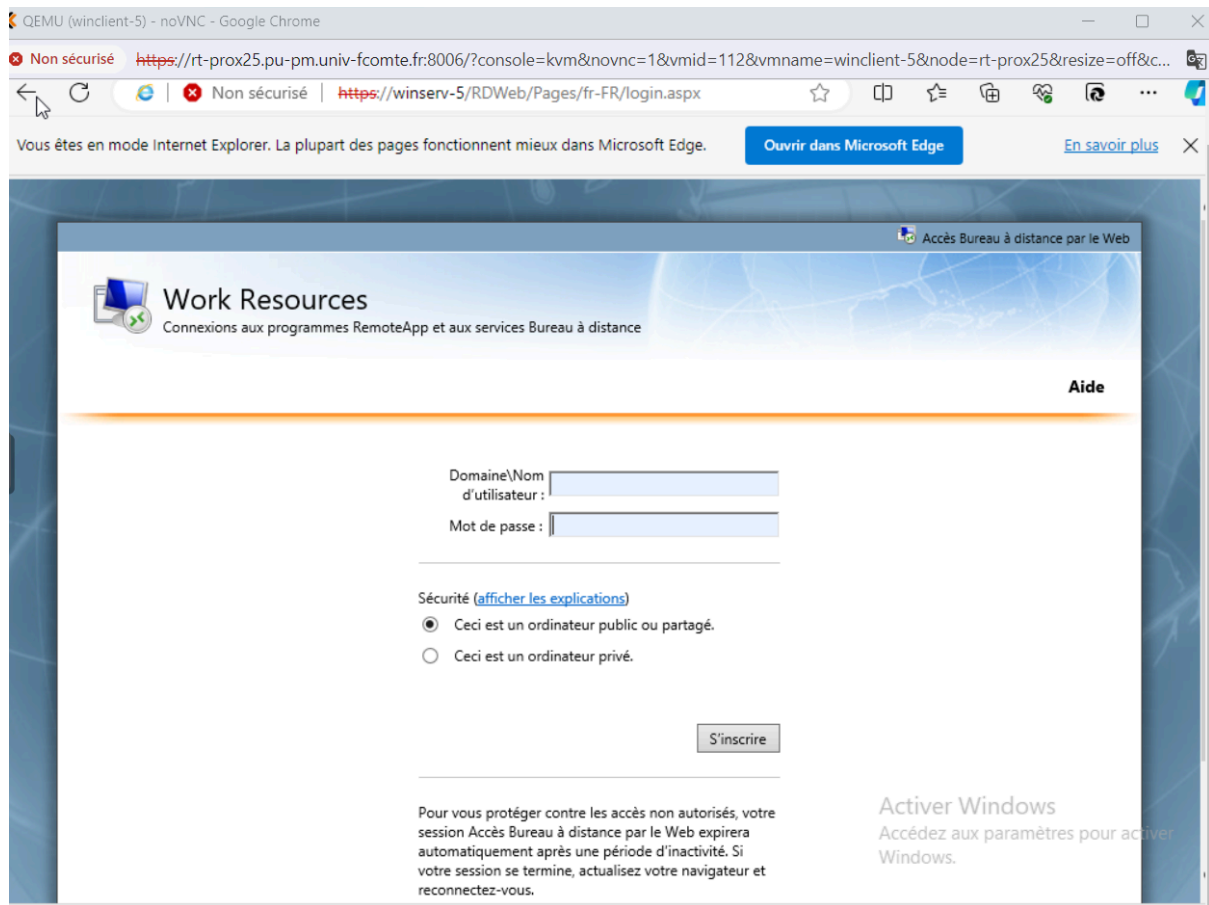 QEMU (winclient-5) - noVNC - Google Chrome
Non sécurisé https://rt-prox25.pu-pm.univ-fcomte.fr:8006/?console=kvm&novnc=1&vmid=112&vmname=winclient-5&node=rt-prox25&resize=off&c...
Non sécurisé | https://winserv-5/RDWeb/Pages/fr-FR/login.aspx
Vous êtes en mode Internet Explorer. La plupart des pages fonctionnent mieux dans Microsoft Edge. Ouvrir dans Microsoft Edge En savoir plus
Accès Bureau à distance par le Web
Work Resources
Connexions aux programmes RemoteApp et aux services Bureau à distance
Aide
Domaine\Nom
d'utilisateur :
Mot de passe :
Sécurité (afficher les explications)
Ceci est un ordinateur public ou partagé.
Ceci est un ordinateur privé.
S'inscrire
Pour vous protéger contre les accès non autorisés, votre
session Accès Bureau à distance par le Web expirera
automatiquement après une période d'inactivité. Si
votre session se termine, actualisez votre navigateur et
reconnectez-vous.
Activer Windows
Accédez aux paramètres pour activer
Windows.